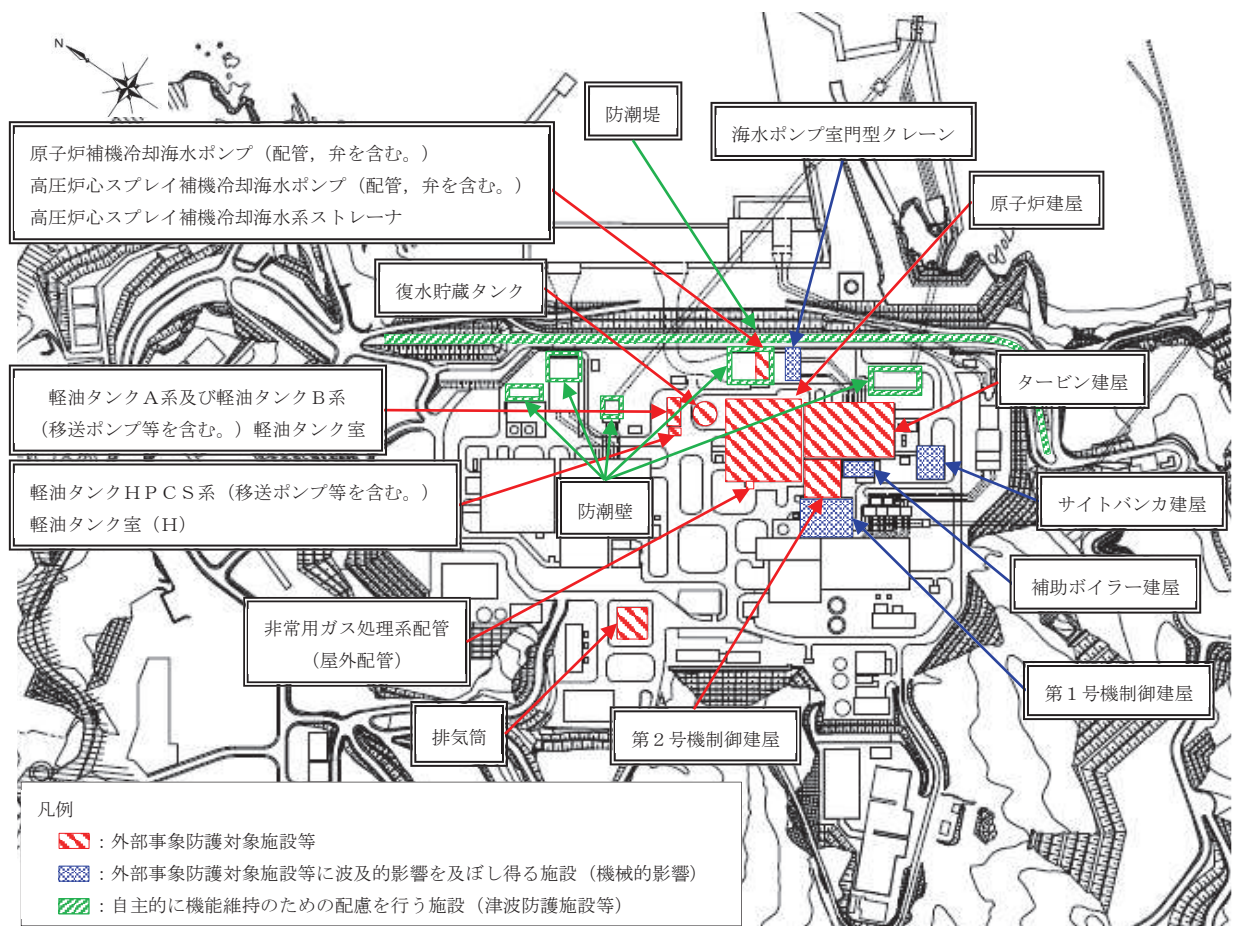 N
防潮堤
海水ポンプ室門型クレーン
原子炉補機冷却海水ポンプ（配管，弁を含む。）
高圧炉心スプレイ補機冷却海水ポンプ（配管，弁を含む。）
高圧炉心スプレイ補機冷却海水系ストレーナ
原子炉建屋
復水貯蔵タンク
タービン建屋
軽油タンクＡ系及び軽油タンクＢ系
（移送ポンプ等を含む。）軽油タンク室
軽油タンクＨＰＣＳ系（移送ポンプ等を含む。）
軽油タンク室（Ｈ）
防潮壁
サイトバンカ建屋
補助ボイラー建屋
非常用ガス処理系配管
（屋外配管）
第１号機制御建屋
排気筒
第２号機制御建屋
凡例
：外部事象防護対象施設等
：外部事象防護対象施設等に波及的影響を及ぼし得る施設（機械的影響）
：自主的に機能維持のための配慮を行う施設（津波防護施設等）